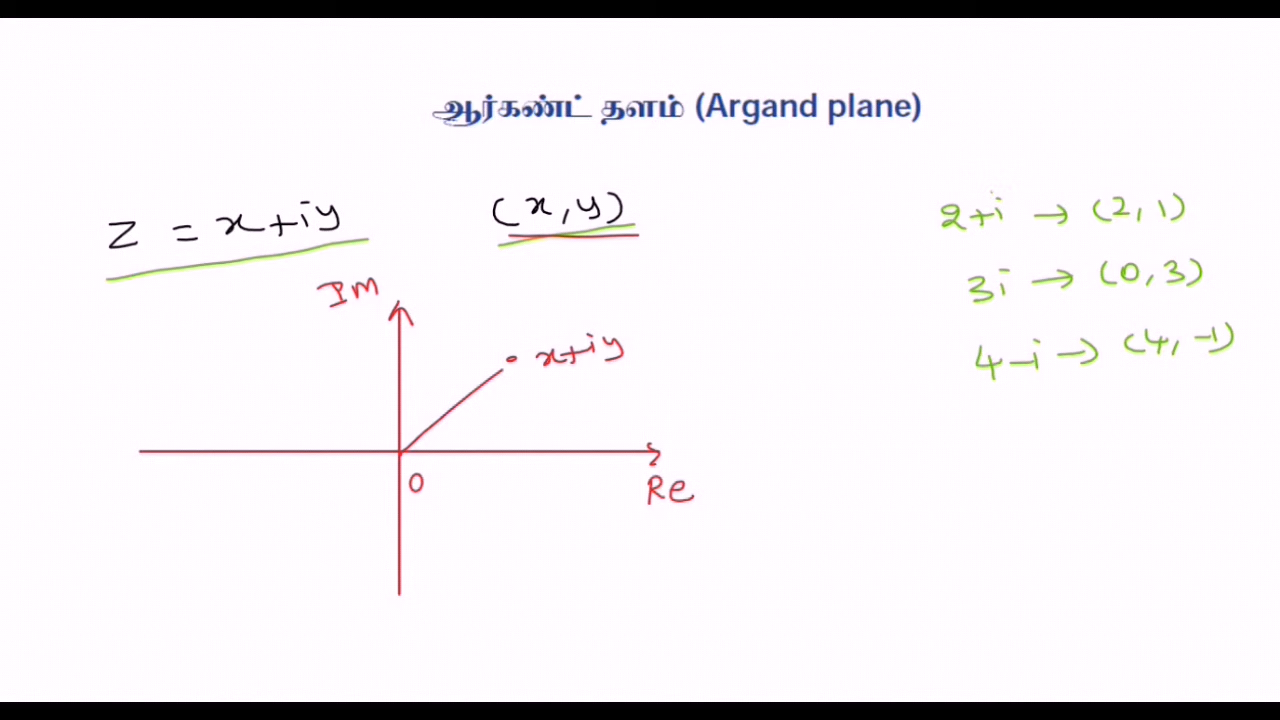 ஆர்கண்ட் தளம் (Argand plane)
z = x+iy
(x,y)
2+i → (2,1)
3i → (0,3)
4-i → (4,-1)
Im
x+iy
0
Re